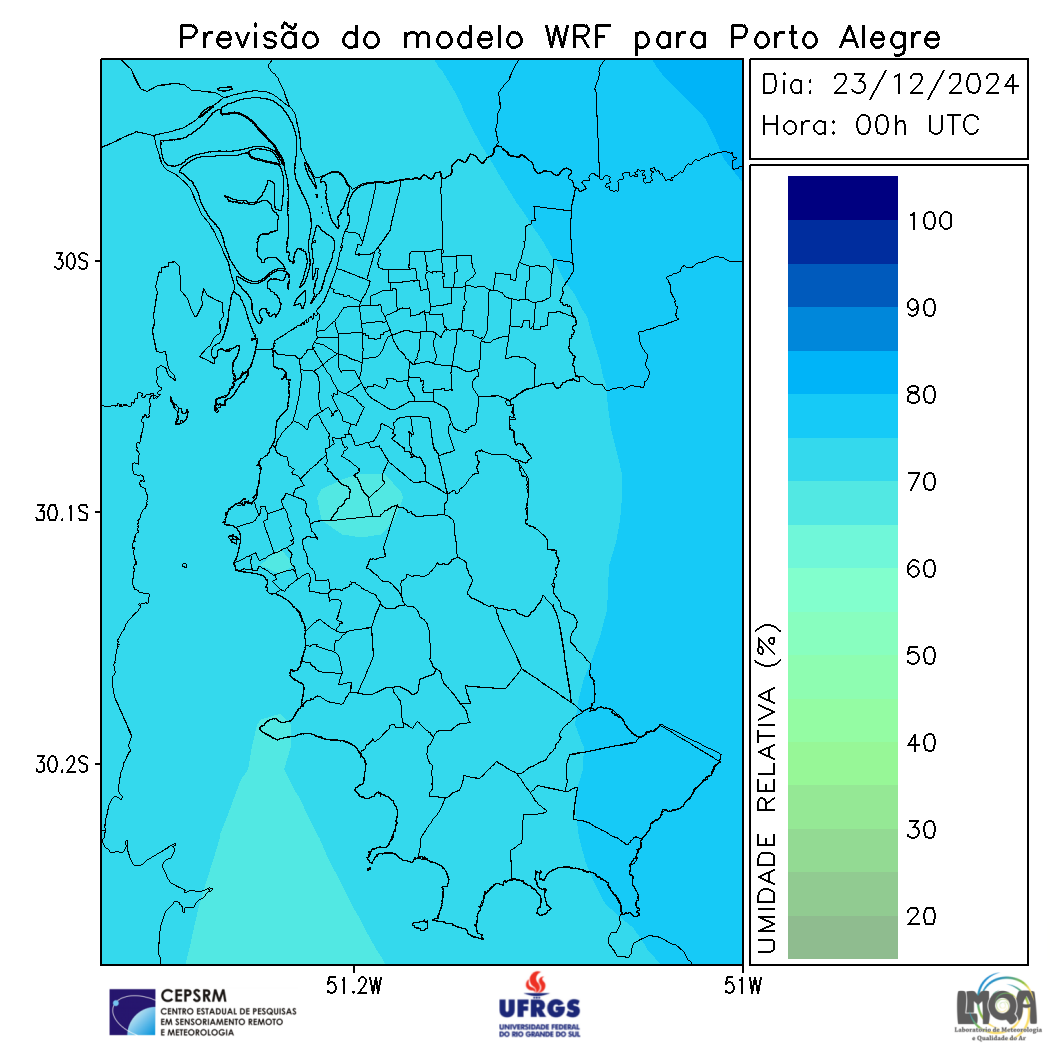 Previsão do modelo WRF para Porto Alegre
Dia: 23/12/2024
Hora: 00h UTC
30S
30.1S
30.2S
51.2W
51W
100
90
80
70
60
50
40
30
20
UMIDADE RELATIVA (%)
CEPSRM
CENTRO ESTADUAL DE PESQUISAS
EM SENSORIAMENTO REMOTO
E METEOROLOGIA
UFRGS
UNIVERSIDADE FEDERAL
DO RIO GRANDE DO SUL
LMQA
Laboratório de Meteorologia
e Qualidade do Ar